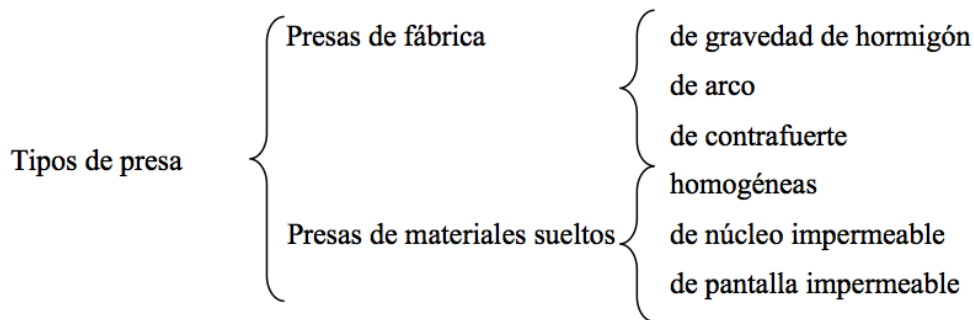 Presas de fábrica
de gravedad de hormigón
de arco
de contrafuerte
Tipos de presa
homogéneas
Presas de materiales sueltos
de núcleo impermeable
de pantalla impermeable